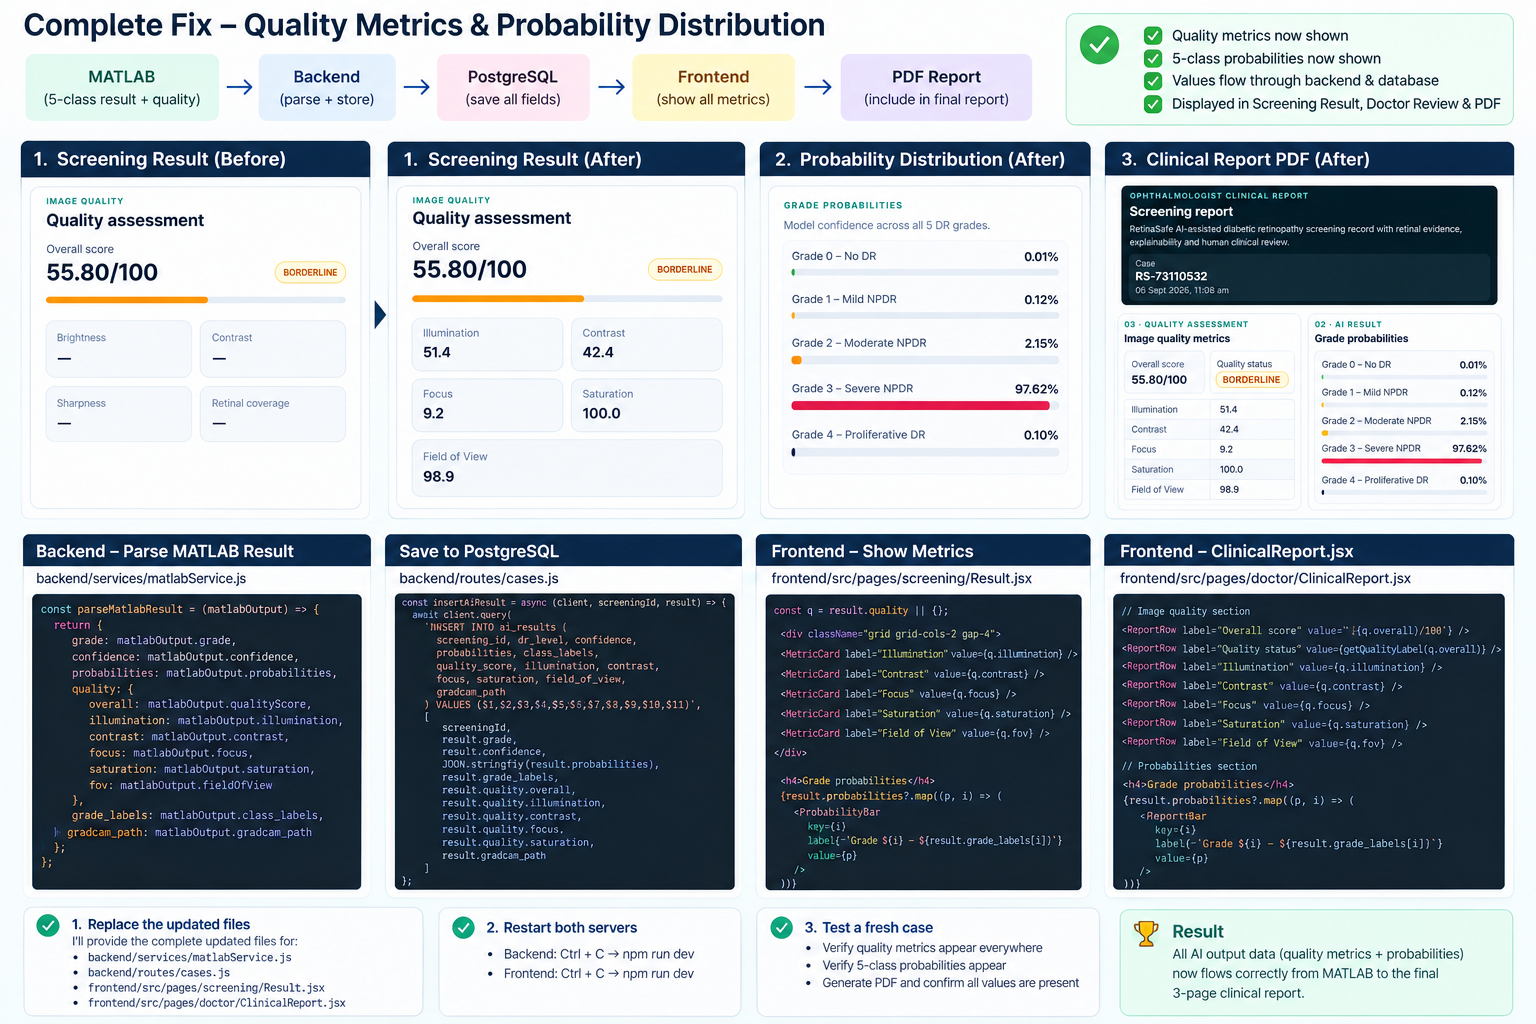 Complete Fix – Quality Metrics & Probability Distribution
MATLAB
(5-class result + quality)
Backend
(parse + store)
PostgreSQL
(save all fields)
Frontend
(show all metrics)
PDF Report
(include in final report)
Quality metrics now shown
5-class probabilities now shown
Values flow through backend & database
Displayed in Screening Result, Doctor Review & PDF
1. Screening Result (Before)
IMAGE QUALITY
Quality assessment
Overall score
55.80/100
BORDERLINE
Brightness
—
Contrast
—
Sharpness
—
Retinal coverage
—
1. Screening Result (After)
IMAGE QUALITY
Quality assessment
Overall score
55.80/100
BORDERLINE
Illumination
51.4
Contrast
42.4
Focus
9.2
Saturation
100.0
Field of View
98.9
2. Probability Distribution (After)
GRADE PROBABILITIES
Model confidence across all 5 DR grades.
Grade 0 – No DR 0.01%
Grade 1 – Mild NPDR 0.12%
Grade 2 – Moderate NPDR 2.15%
Grade 3 – Severe NPDR 97.62%
Grade 4 – Proliferative DR 0.10%
3. Clinical Report PDF (After)
OPHTHALMOLOGIST CLINICAL REPORT
Screening report
RetinaSafe AI-assisted diabetic retinopathy screening record with retinal evidence,
explainability and human clinical review.
Case
RS-73110532
06 Sept 2026, 11:08 am
03 · QUALITY ASSESSMENT
Image quality metrics
Overall score
55.80/100
Quality status
BORDERLINE
Illumination 51.4
Contrast 42.4
Focus 9.2
Saturation 100.0
Field of View 98.9
02 · AI RESULT
Grade probabilities
Grade 0 – No DR 0.01%
Grade 1 – Mild NPDR 0.12%
Grade 2 – Moderate NPDR 2.15%
Grade 3 – Severe NPDR 97.62%
Grade 4 – Proliferative DR 0.10%
Backend – Parse MATLAB Result
backend/services/matlabService.js
const parseMatlabResult = (matlabOutput) => {
return {
grade: matlabOutput.grade,
confidence: matlabOutput.confidence,
probabilities: matlabOutput.probabilities,
quality: {
overall: matlabOutput.qualityScore,
illumination: matlabOutput.illumination,
contrast: matlabOutput.contrast,
focus: matlabOutput.focus,
saturation: matlabOutput.saturation,
fov: matlabOutput.fieldOfView
},
grade_labels: matlabOutput.class_labels,
gradcam_path: matlabOutput.gradcam_path
};
};
Save to PostgreSQL
backend/routes/cases.js
const insertAiResult = async (client, screeningId, result) => {
await client.query(
INTO ai_results (
screening_id, dr_level, confidence,
probabilities, class_labels,
quality_score, illumination, contrast,
focus, saturation, field_of_view,
gradcam_path
) VALUES ($1,$2,$3,$4,$5,$6,$7,$8,$9,$10,$11)`,
[
screeningId,
result.grade,
result.confidence,
JOON.stringfiy(result.probabilities),
result.grade_labels,
result.quality.overall,
result.quality.illumination,
result.quality.contrast,
result.quality.focus,
result.quality.saturation,
result.gradcam_path
]
};
Frontend – Show Metrics
frontend/src/pages/screening/Result.jsx
const q = result.quality || {};
<div className="grid grid-cols-2 gap-4">
<MetricCard label="Illumination" value={q.illumination} />
<MetricCard label="Contrast" value={q.contrast} />
<MetricCard label="Focus" value={q.focus} />
<MetricCard label="Saturation" value={q.saturation} />
<MetricCard label="Field of View" value={q.fov} />
</div>
<h4>Grade probabilities</h4>
{result.probabilities?.map((p, i) => (
<ProbabilityBar
key={i}
label{-`Grade ${i} – ${result.grade_labels[i]}`}
value={p}
/>
))}
Frontend – ClinicalReport.jsx
frontend/src/pages/doctor/ClinicalReport.jsx
// Image quality section
<ReportRow label="Overall score" />
<ReportRow label="Quality status" value={getQualityLabel(q.overall)} />
<ReportRow label="Illumination" value={q.illumination} />
<ReportRow label="Contrast" value={q.contrast} />
<ReportRow label="Focus" value={q.focus} />
<ReportRow label="Saturation" value={q.saturation} />
<ReportRow label="Field of View" value={q.fov} />
// Probabilities section
<h4>Grade probabilities</h4>
{result.probabilities?.map((p, i) => (
key={i}
label{-`Grade ${i} – ${result.grade_labels[i]}`}
value={p}
/>
))}
1. Replace the updated files
I'll provide the complete updated files for:
• backend/services/matlabService.js
• backend/routes/cases.js
• frontend/src/pages/screening/Result.jsx
• frontend/src/pages/doctor/ClinicalReport.jsx
2. Restart both servers
• Backend: Ctrl + C → npm run dev
• Frontend: Ctrl + C → npm run dev
3. Test a fresh case
• Verify quality metrics appear everywhere
• Verify 5-class probabilities appear
• Generate PDF and confirm all values are present
Result
All AI output data (quality metrics + probabilities)
now flows correctly from MATLAB to the final
3-page clinical report.